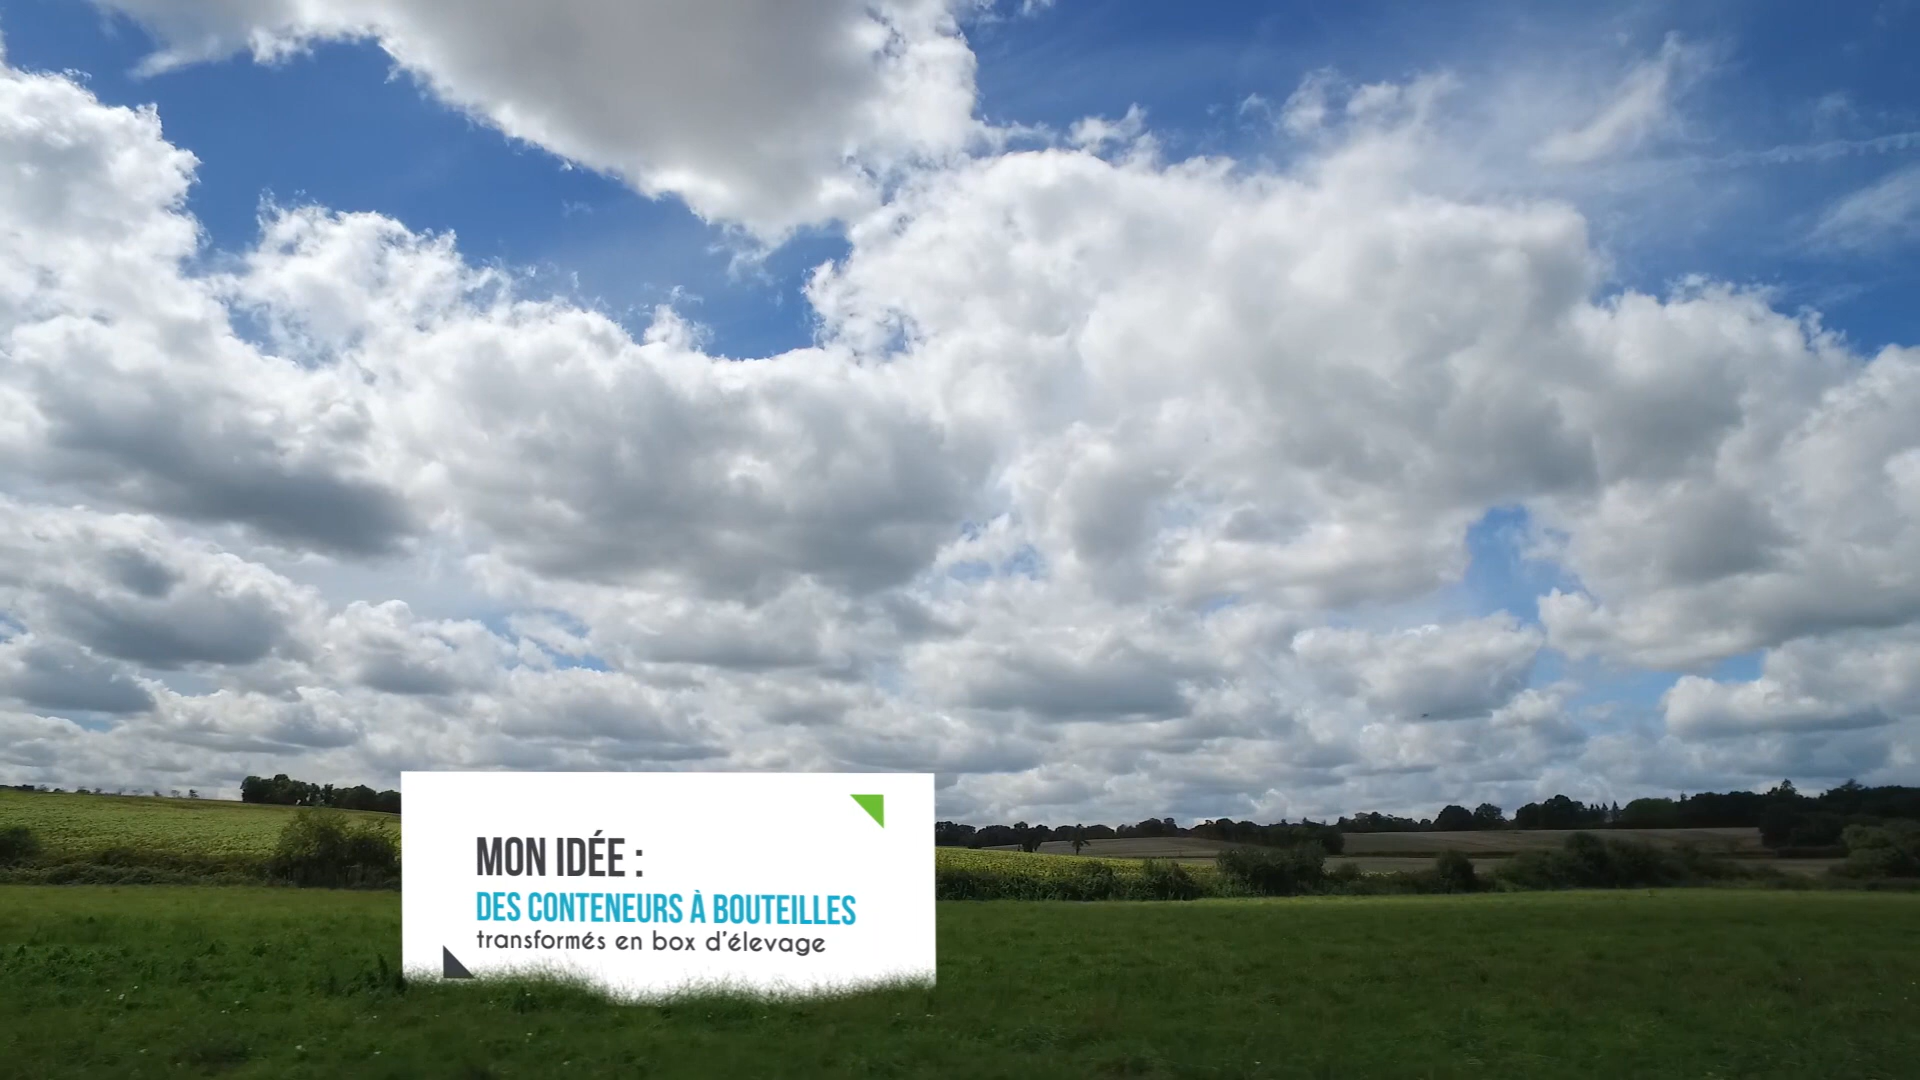 MON IDÉE :
DES CONTENEURS À BOUTEILLES
transformés en box d'élevage